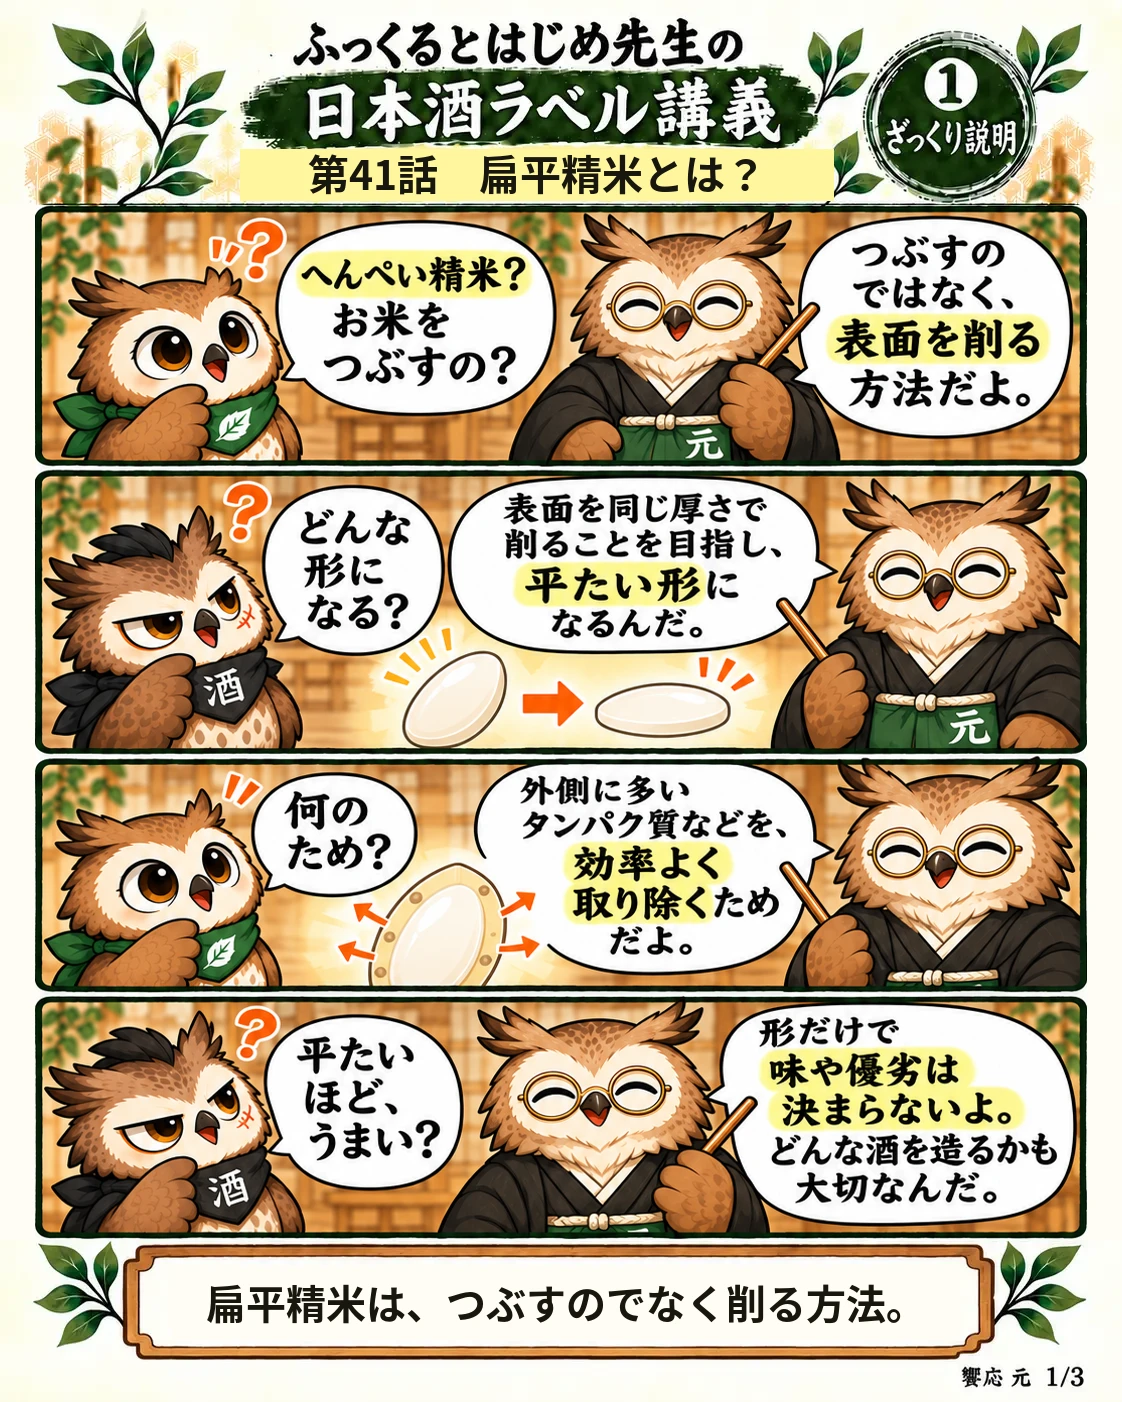 ふっくるとはじめ先生の
日本酒ラベル講義
1
ざっくり説明
第41話　扁平精米とは？
?
へんぺい精米?
お米を
つぶすの?
つぶすの
ではなく、
表面を削る
方法だよ。
元
?
どんな
形に
なる?
表面を同じ厚さで
削ることを目指し、
平たい形に
なるんだ。
酒
元
何の
ため?
外側に多い
タンパク質などを、
効率よく
取り除くため
だよ。
?
平たい
ほど、
うまい?
形だけで
味や優劣は
決まらないよ。
どんな酒を造るかも
大切なんだ。
酒
扁平精米は、つぶすのでなく削る方法。
饗応 元 1/3